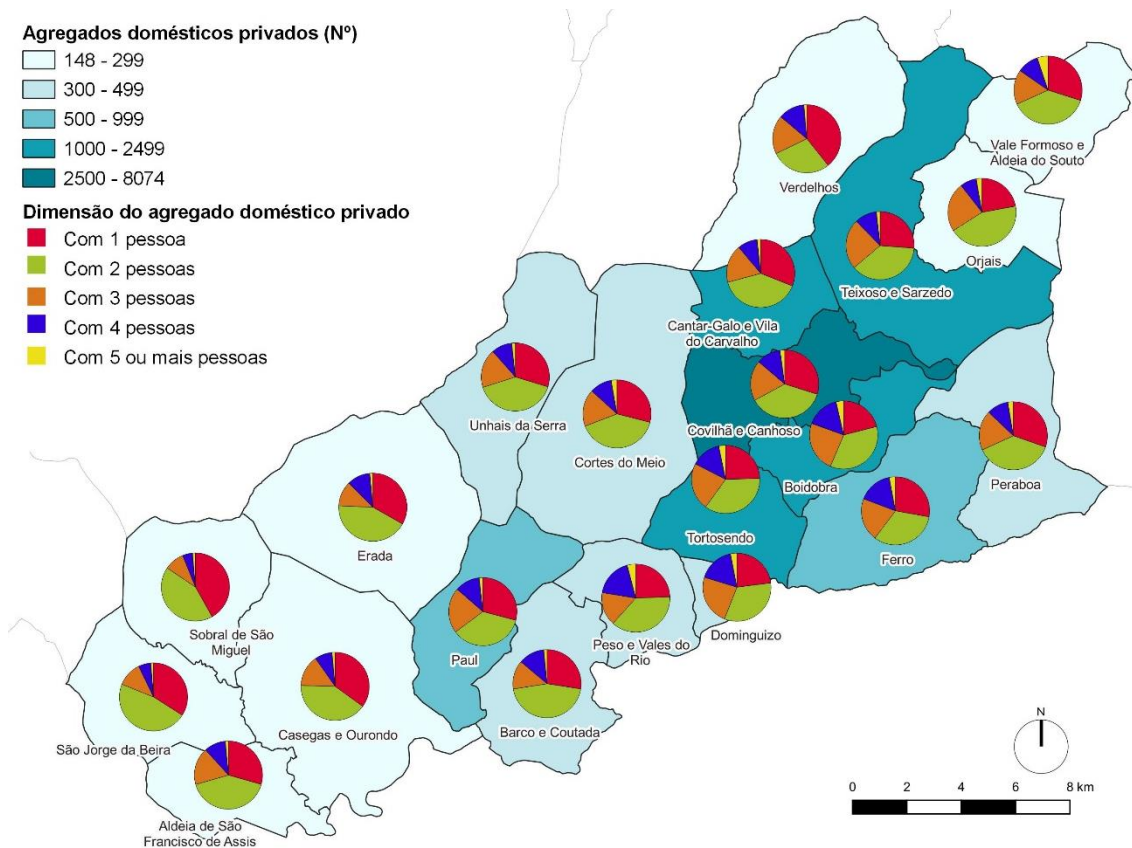 Agregados domésticos privados (Nº)
148 - 299
300 - 499
500 - 999
1000 - 2499
2500 - 8074
Dimensão do agregado doméstico privado
Com 1 pessoa
Com 2 pessoas
Com 3 pessoas
Com 4 pessoas
Com 5 ou mais pessoas
Vale Formoso e
Aldeia do Souto
Verdelhos
Orjais
Teixoso e Sarzedo
Cantar-Galo e Vila
do Carvalho
Unhais da Serra
Cortes do Meio
Covilhã e Canhoso
Boidobra
Peraboa
Tortosendo
Ferro
Erada
Sobral de São
Miguel
Paul
Peso e Vales do
Rio
Dominguizo
Casegas e Ourondo
Barco e Coutada
São Jorge da Beira
Aldeia de São
Francisco de Assis
N
0 2 4 6 8 km